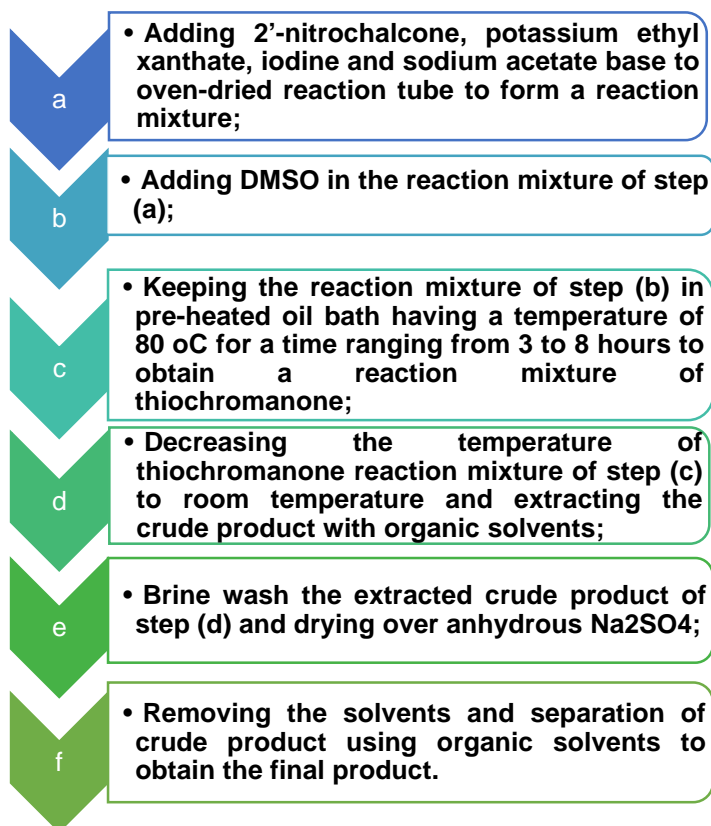 a
• Adding 2’-nitrochalcone, potassium ethyl
xanthate, iodine and sodium acetate base to
oven-dried reaction tube to form a reaction
mixture;
b
• Adding DMSO in the reaction mixture of step
(a);
c
• Keeping the reaction mixture of step (b) in
pre-heated oil bath having a temperature of
80 oC for a time ranging from 3 to 8 hours to
obtain a reaction mixture of
thiochromanone;
d
• Decreasing the temperature of
thiochromanone reaction mixture of step (c)
to room temperature and extracting the
crude product with organic solvents;
e
• Brine wash the extracted crude product of
step (d) and drying over anhydrous Na2SO4;
f
• Removing the solvents and separation of
crude product using organic solvents to
obtain the final product.